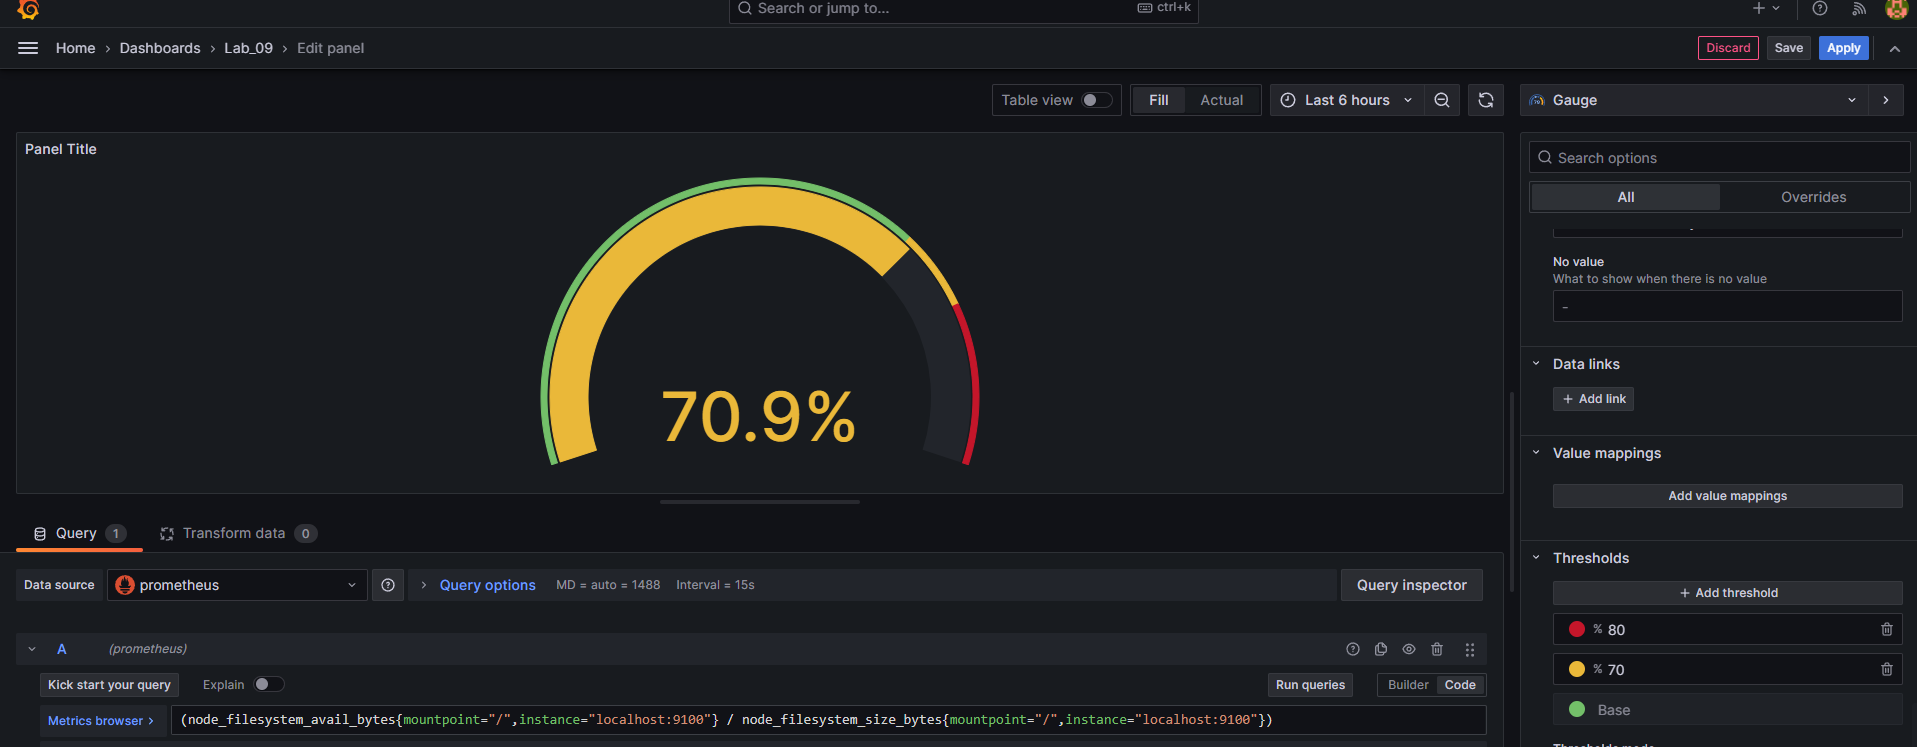 Search or jump to...
ctrl+k
Home › Dashboards › Lab_09 › Edit panel
Discard
Save
Apply
Table view
Fill
Actual
Last 6 hours
Gauge
Panel Title
70.9%
Search options
All
Overrides
No value
What to show when there is no value
-
Data links
+ Add link
Value mappings
Add value mappings
Thresholds
+ Add threshold
% 80
% 70
Base
Query 1
Transform data 0
Data source
prometheus
Query options
MD = auto = 1488
Interval = 15s
Query inspector
A
(prometheus)
Kick start your query
Explain
Run queries
Builder
Code
Metrics browser >
(node_filesystem_avail_bytes{mountpoint="/",instance="localhost:9100"} / node_filesystem_size_bytes{mountpoint="/",instance="localhost:9100"})